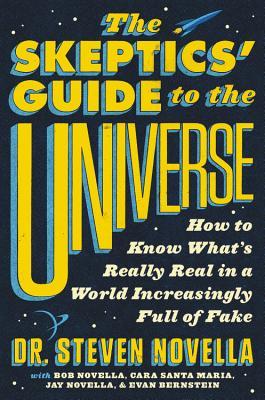 The
SKEPTICS'
GUIDE to the
UNIVERSE
How to
Know What's
Really Real in a
World Increasingly
Full of Fake
DR. STEVEN NOVELLA
with BOB NOVELLA, CARA SANTA MARIA,
JAY NOVELLA, & EVAN BERNSTEIN